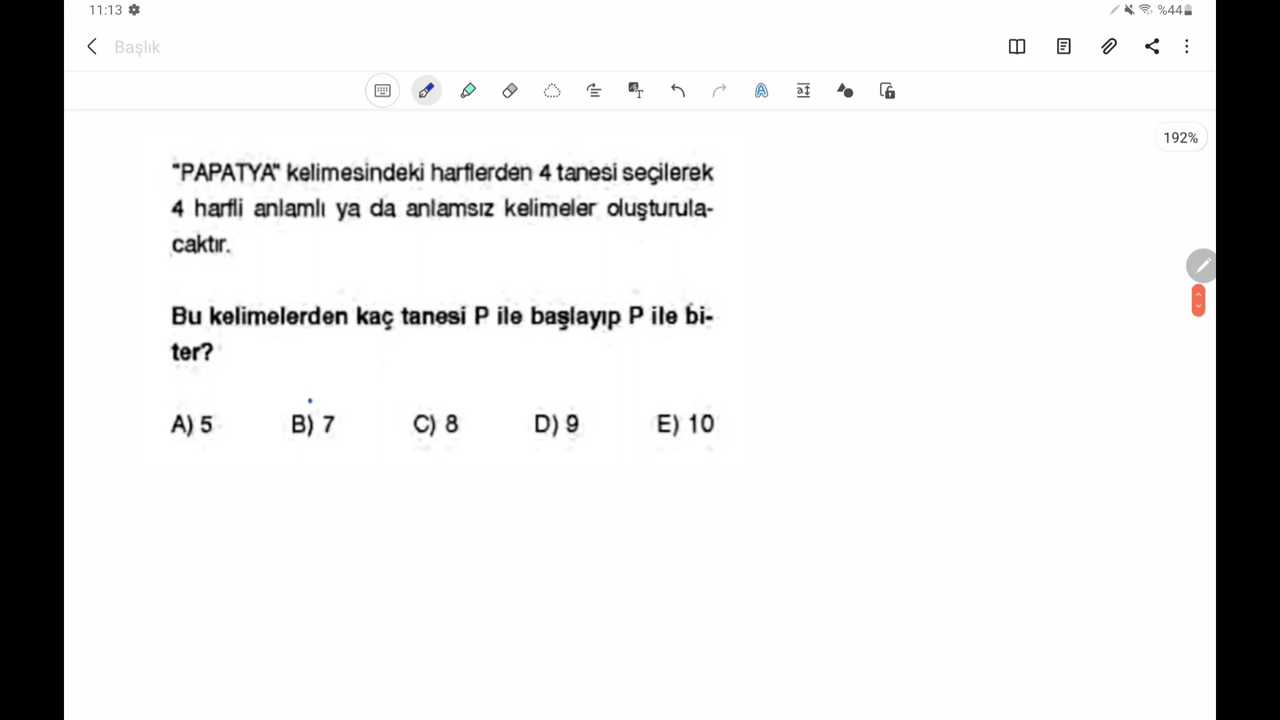 11:13
%44
Başlık
192%
"PAPATYA" kelimesindeki harflerden 4 tanesi seçilerek
4 harfli anlamlı ya da anlamsız kelimeler oluşturula-
caktır.
Bu kelimelerden kaç tanesi P ile başlayıp P ile bi-
ter?
A) 5 B) 7 C) 8 D) 9 E) 10